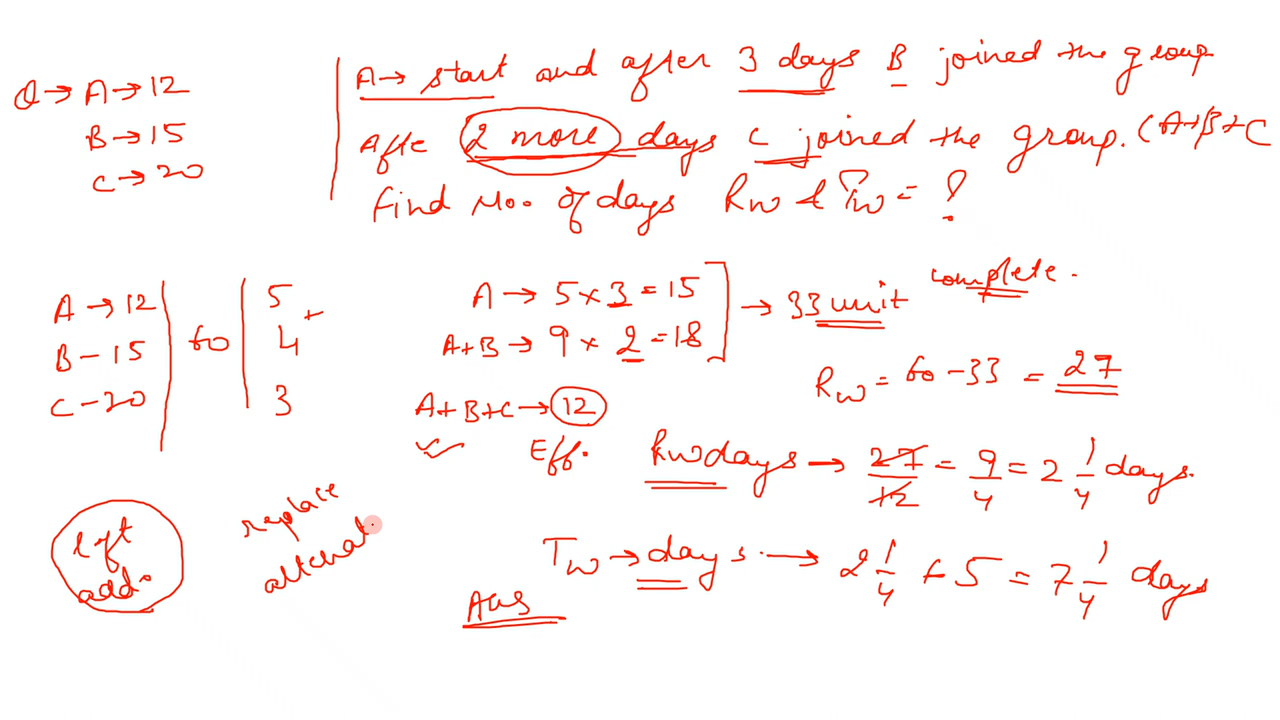 Q → A → 12
B → 15
C → 20
A → start and after 3 days B joined the group
After 2 more days C joined the group. (A+B+C
Find No. of days Rw & Tw = ?
A → 12
B - 15
C - 20
60
5
4 +
3
A → 5 × 3 = 15
A+B → 9 × 2 = 18
→ 33 unit complete.
A+B+C → 12
Eff.
Rw = 60 - 33 = 27
Rw days → 27/12 = 9/4 = 2 1/4 days.
Tw → days → 2 1/4 + 5 = 7 1/4 days
Ans
left
add
replace
alternat